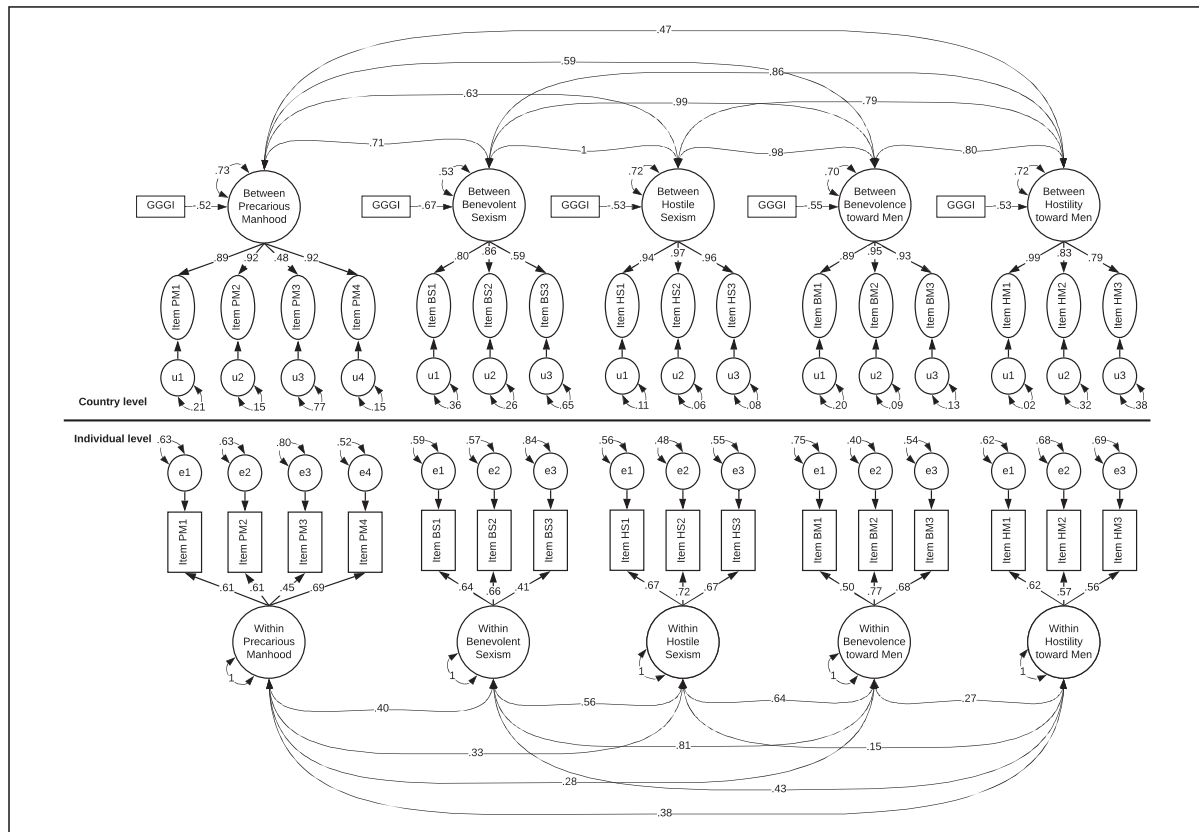 .47
.59
.86
.63
.99
.79
.71
1
.98
.80
.73
.53
.72
.70
.72
GGGI
-.52
Between
Precarious
Manhood
GGGI
-.67
Between
Benevolent
Sexism
GGGI
-.53
Between
Hostile
Sexism
GGGI
-.55
Between
Benevolence
toward Men
GGGI
-.53
Between
Hostility
toward Men
.89 .92 .48 .92
.80 .86 .59
.94 .97 .96
.89 .95 .93
.99 .83 .79
Item PM1
Item PM2
Item PM3
Item PM4
Item BS1
Item BS2
Item BS3
Item HS1
Item HS2
Item HS3
Item BM1
Item BM2
Item BM3
Item HM1
Item HM2
Item HM3
u1 u2 u3 u4
u1 u2 u3
u1 u2 u3
u1 u2 u3
u1 u2 u3
.21 .15 .77 .15
.36 .26 .65
.11 .06 .08
.20 .09 .13
.02 .32 .38
Country level
Individual level
.63 .63 .80 .52
.59 .57 .84
.56 .48 .55
.75 .40 .54
.62 .68 .69
e1 e2 e3 e4
e1 e2 e3
e1 e2 e3
e1 e2 e3
e1 e2 e3
Item PM1
Item PM2
Item PM3
Item PM4
Item BS1
Item BS2
Item BS3
Item HS1
Item HS2
Item HS3
Item BM1
Item BM2
Item BM3
Item HM1
Item HM2
Item HM3
.61 .61 .45 .69
.64 .66 .41
.67 .72 .67
.50 .77 .68
.62 .57 .56
Within
Precarious
Manhood
1
Within
Benevolent
Sexism
1
Within
Hostile
Sexism
1
Within
Benevolence
toward Men
1
Within
Hostility
toward Men
1
.40
.56
.64
.27
.33
.81
.15
.28
.43
.38